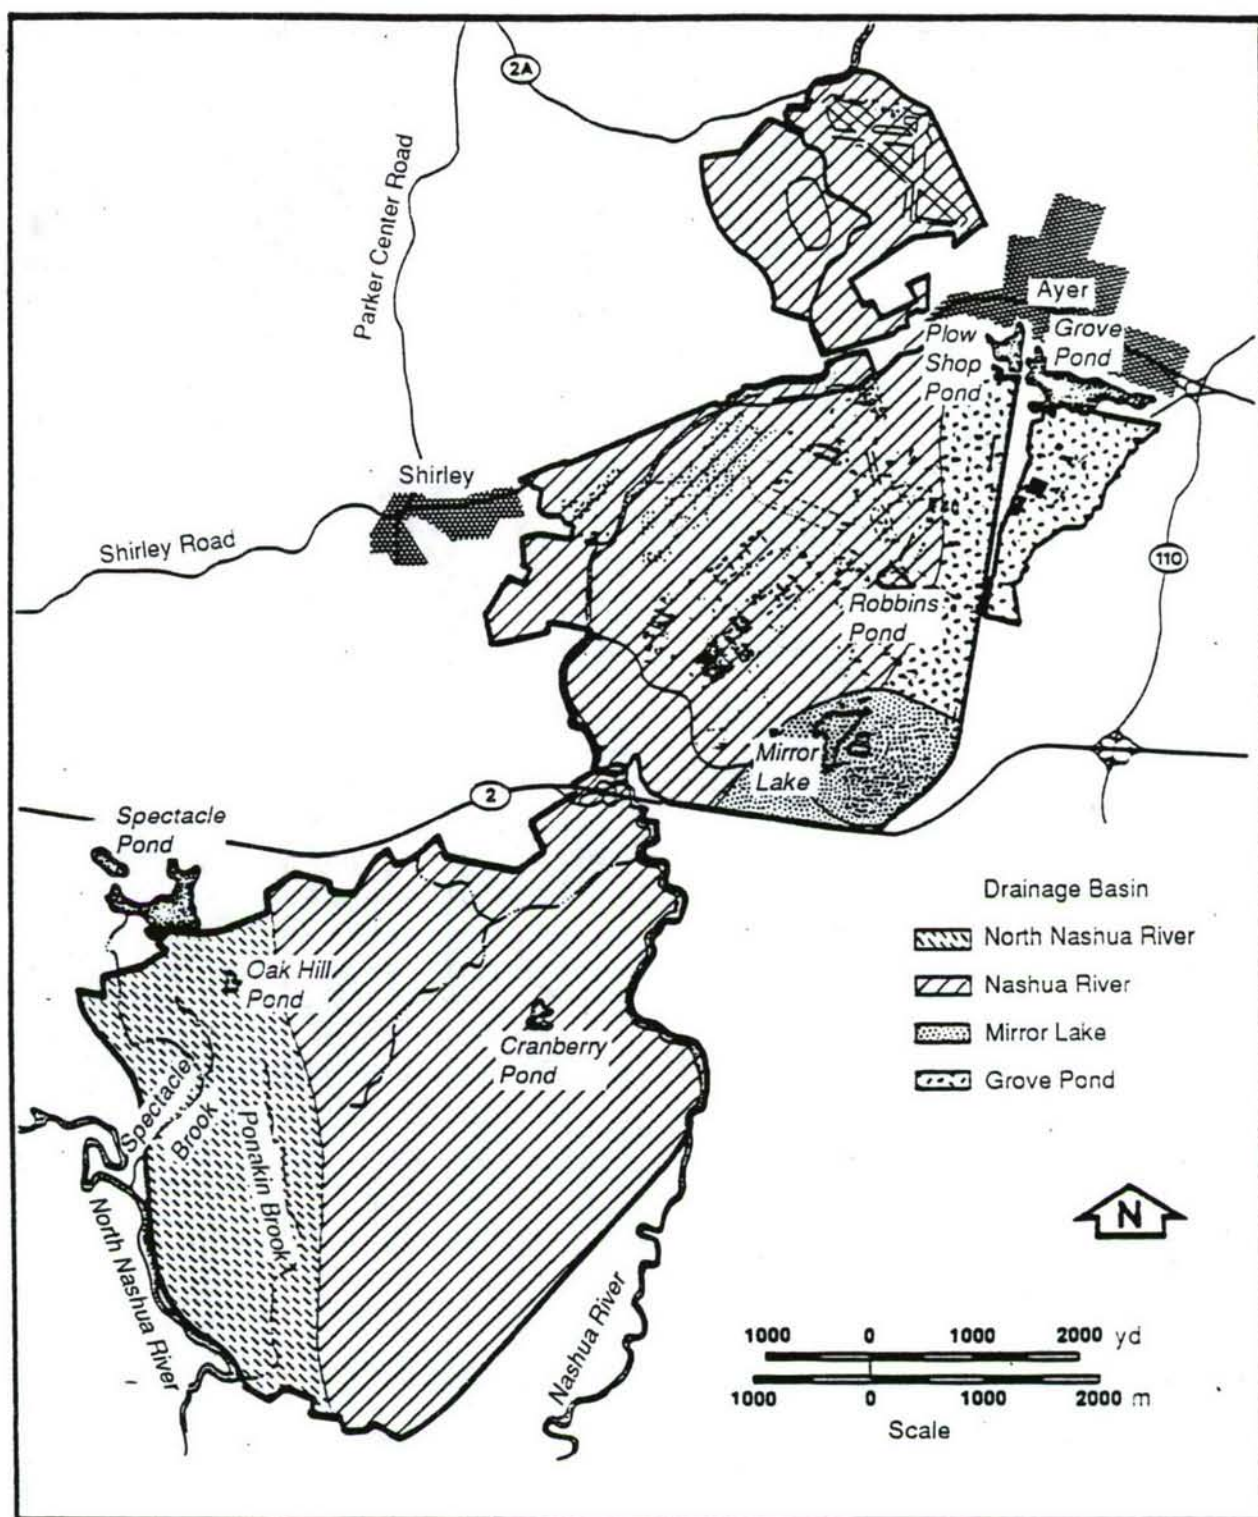 2A
Parker Center Road
Ayer
Plow
Shop
Pond
Grove
Pond
Shirley
Shirley Road
110
Robbins
Pond
Mirror
Lake
2
Spectacle
Pond
Oak Hill
Pond
Cranberry
Pond
Spectacle
Brook
Ponakin Brook
North Nashua River
Nashua River
Drainage Basin
North Nashua River
Nashua River
Mirror Lake
Grove Pond
N
1000 0 1000 2000 yd
1000 0 1000 2000 m
Scale